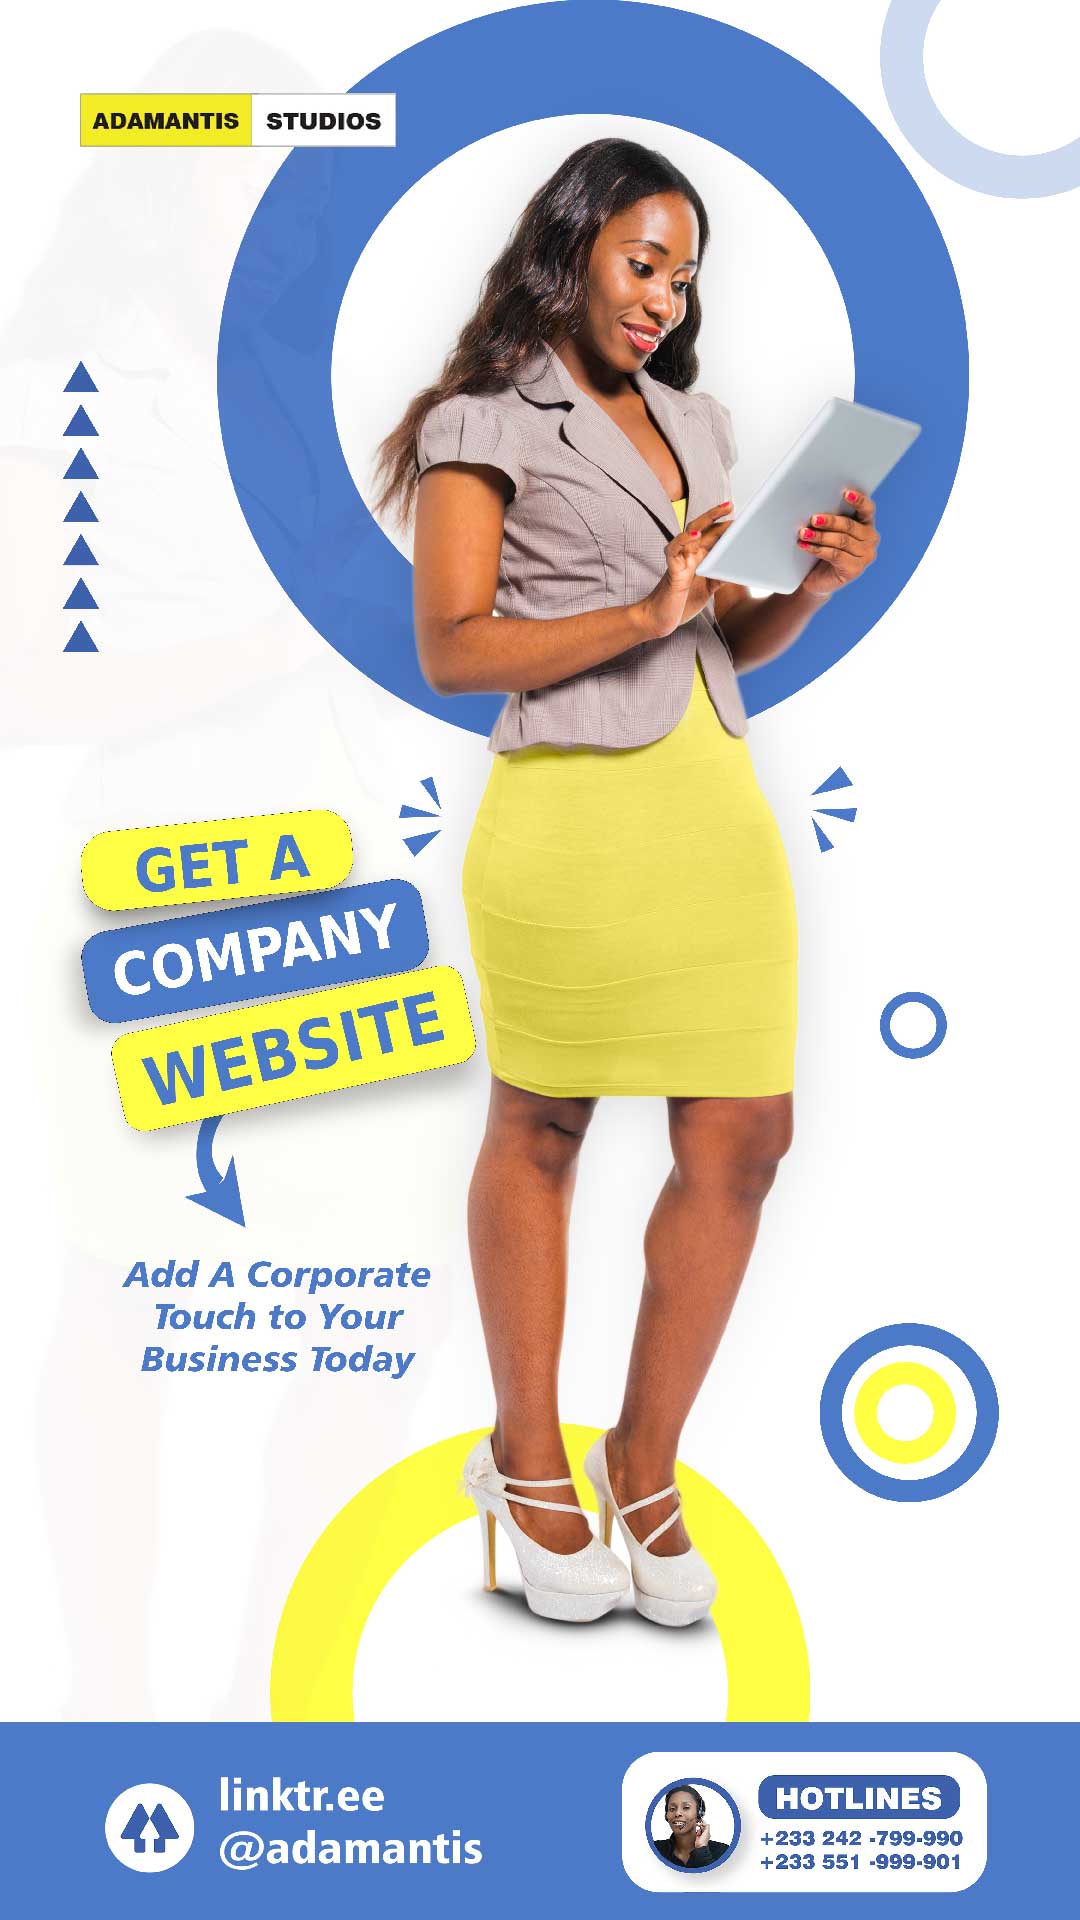 ADAMANTIS STUDIOS
GET A
COMPANY
WEBSITE
Add A Corporate
Touch to Your
Business Today
linktr.ee
@adamantis
HOTLINES
+233 242 -799-990
+233 551 -999-901